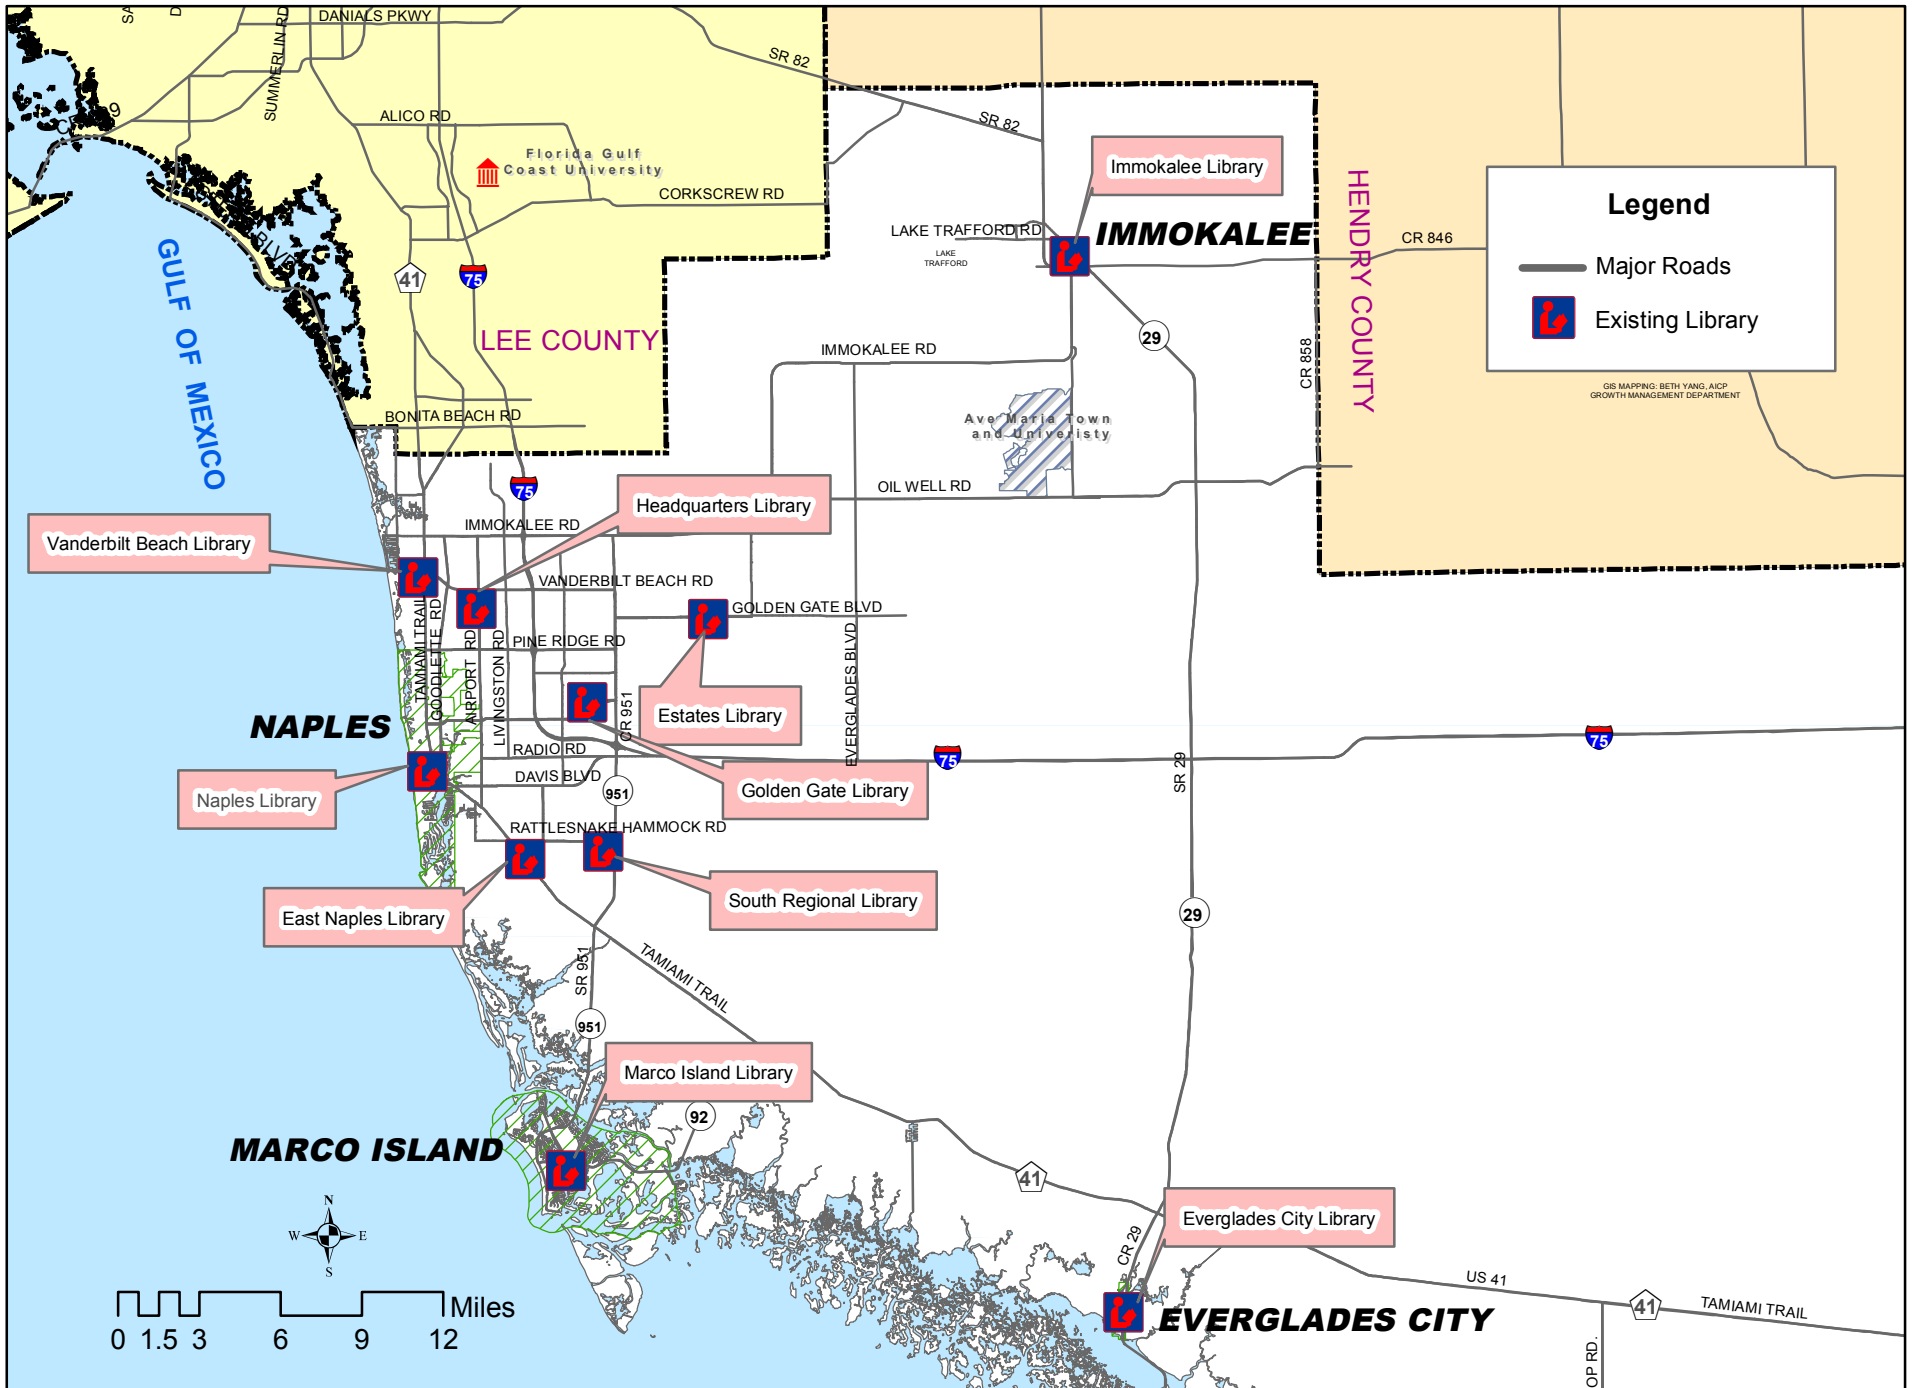 DANIALS PKWY
SUMMERLIN RD
SR 82
ALICO RD
SR 82
Florida Gulf
Coast University
Immokalee Library
CORKSCREW RD
HENDRY COUNTY
Legend
LAKE TRAFFORD RD
IMMOKALEE
CR 846
LAKE
TRAFFORD
Major Roads
BLVD
GULF OF MEXICO
41
75
Existing Library
LEE COUNTY
29
IMMOKALEE RD
CR 858
GIS MAPPING: BETH YANG, AICP
GROWTH MANAGEMENT DEPARTMENT
BONITA BEACH RD
Ave Maria Town
and Univeristy
75
OIL WELL RD
Headquarters Library
IMMOKALEE RD
Vanderbilt Beach Library
VANDERBILT BEACH RD
GOLDEN GATE BLVD
TAMIAMI TRAIL
GOODLETTE RD
AIRPORT RD
LIVINGSTON RD
PINE RIDGE RD
EVERGLADES BLVD
CR 951
Estates Library
NAPLES
RADIO RD
75
75
SR 29
DAVIS BLVD
Naples Library
951
Golden Gate Library
RATTLESNAKE HAMMOCK RD
South Regional Library
East Naples Library
29
SR 951
TAMIAMI TRAIL
951
Marco Island Library
92
MARCO ISLAND
41
Everglades City Library
N
W E
S
CR 29
US 41
41
TAMIAMI TRAIL
EVERGLADES CITY
Miles
0 1.5 3 6 9 12
OP RD.